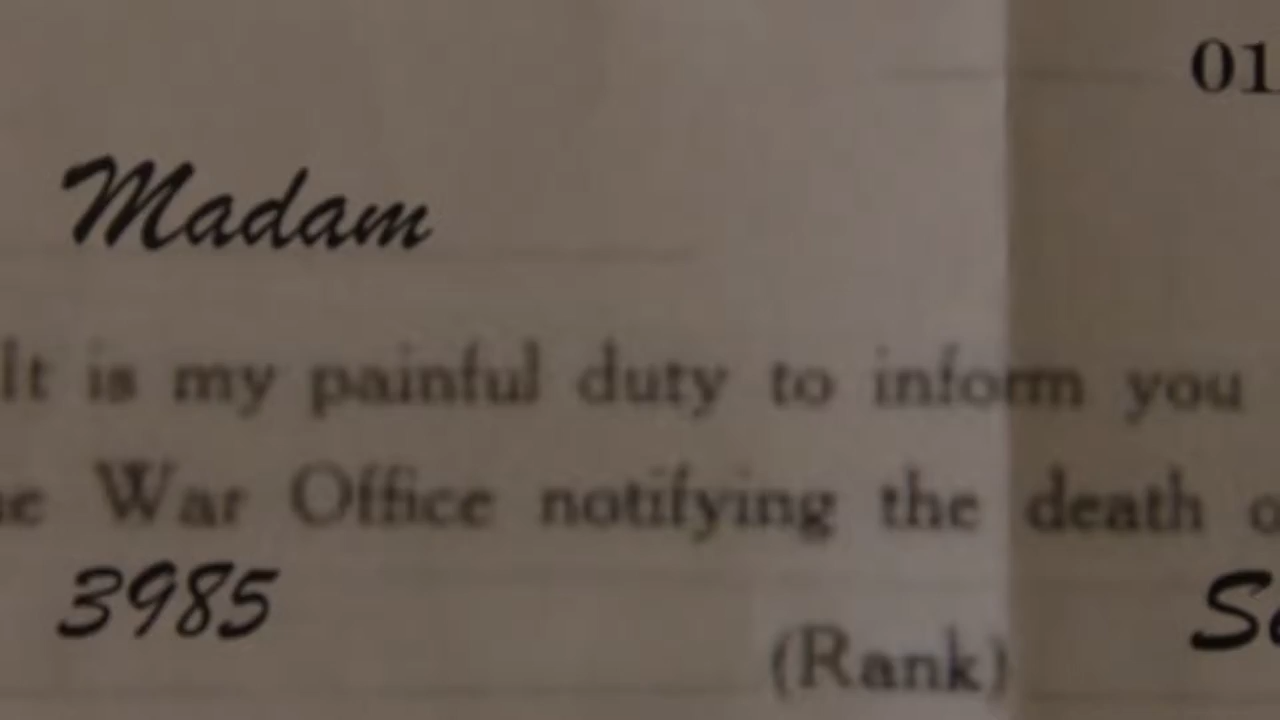 01
Madam
It is my painful duty to inform you
War Office notifying the death
3985
(Rank)